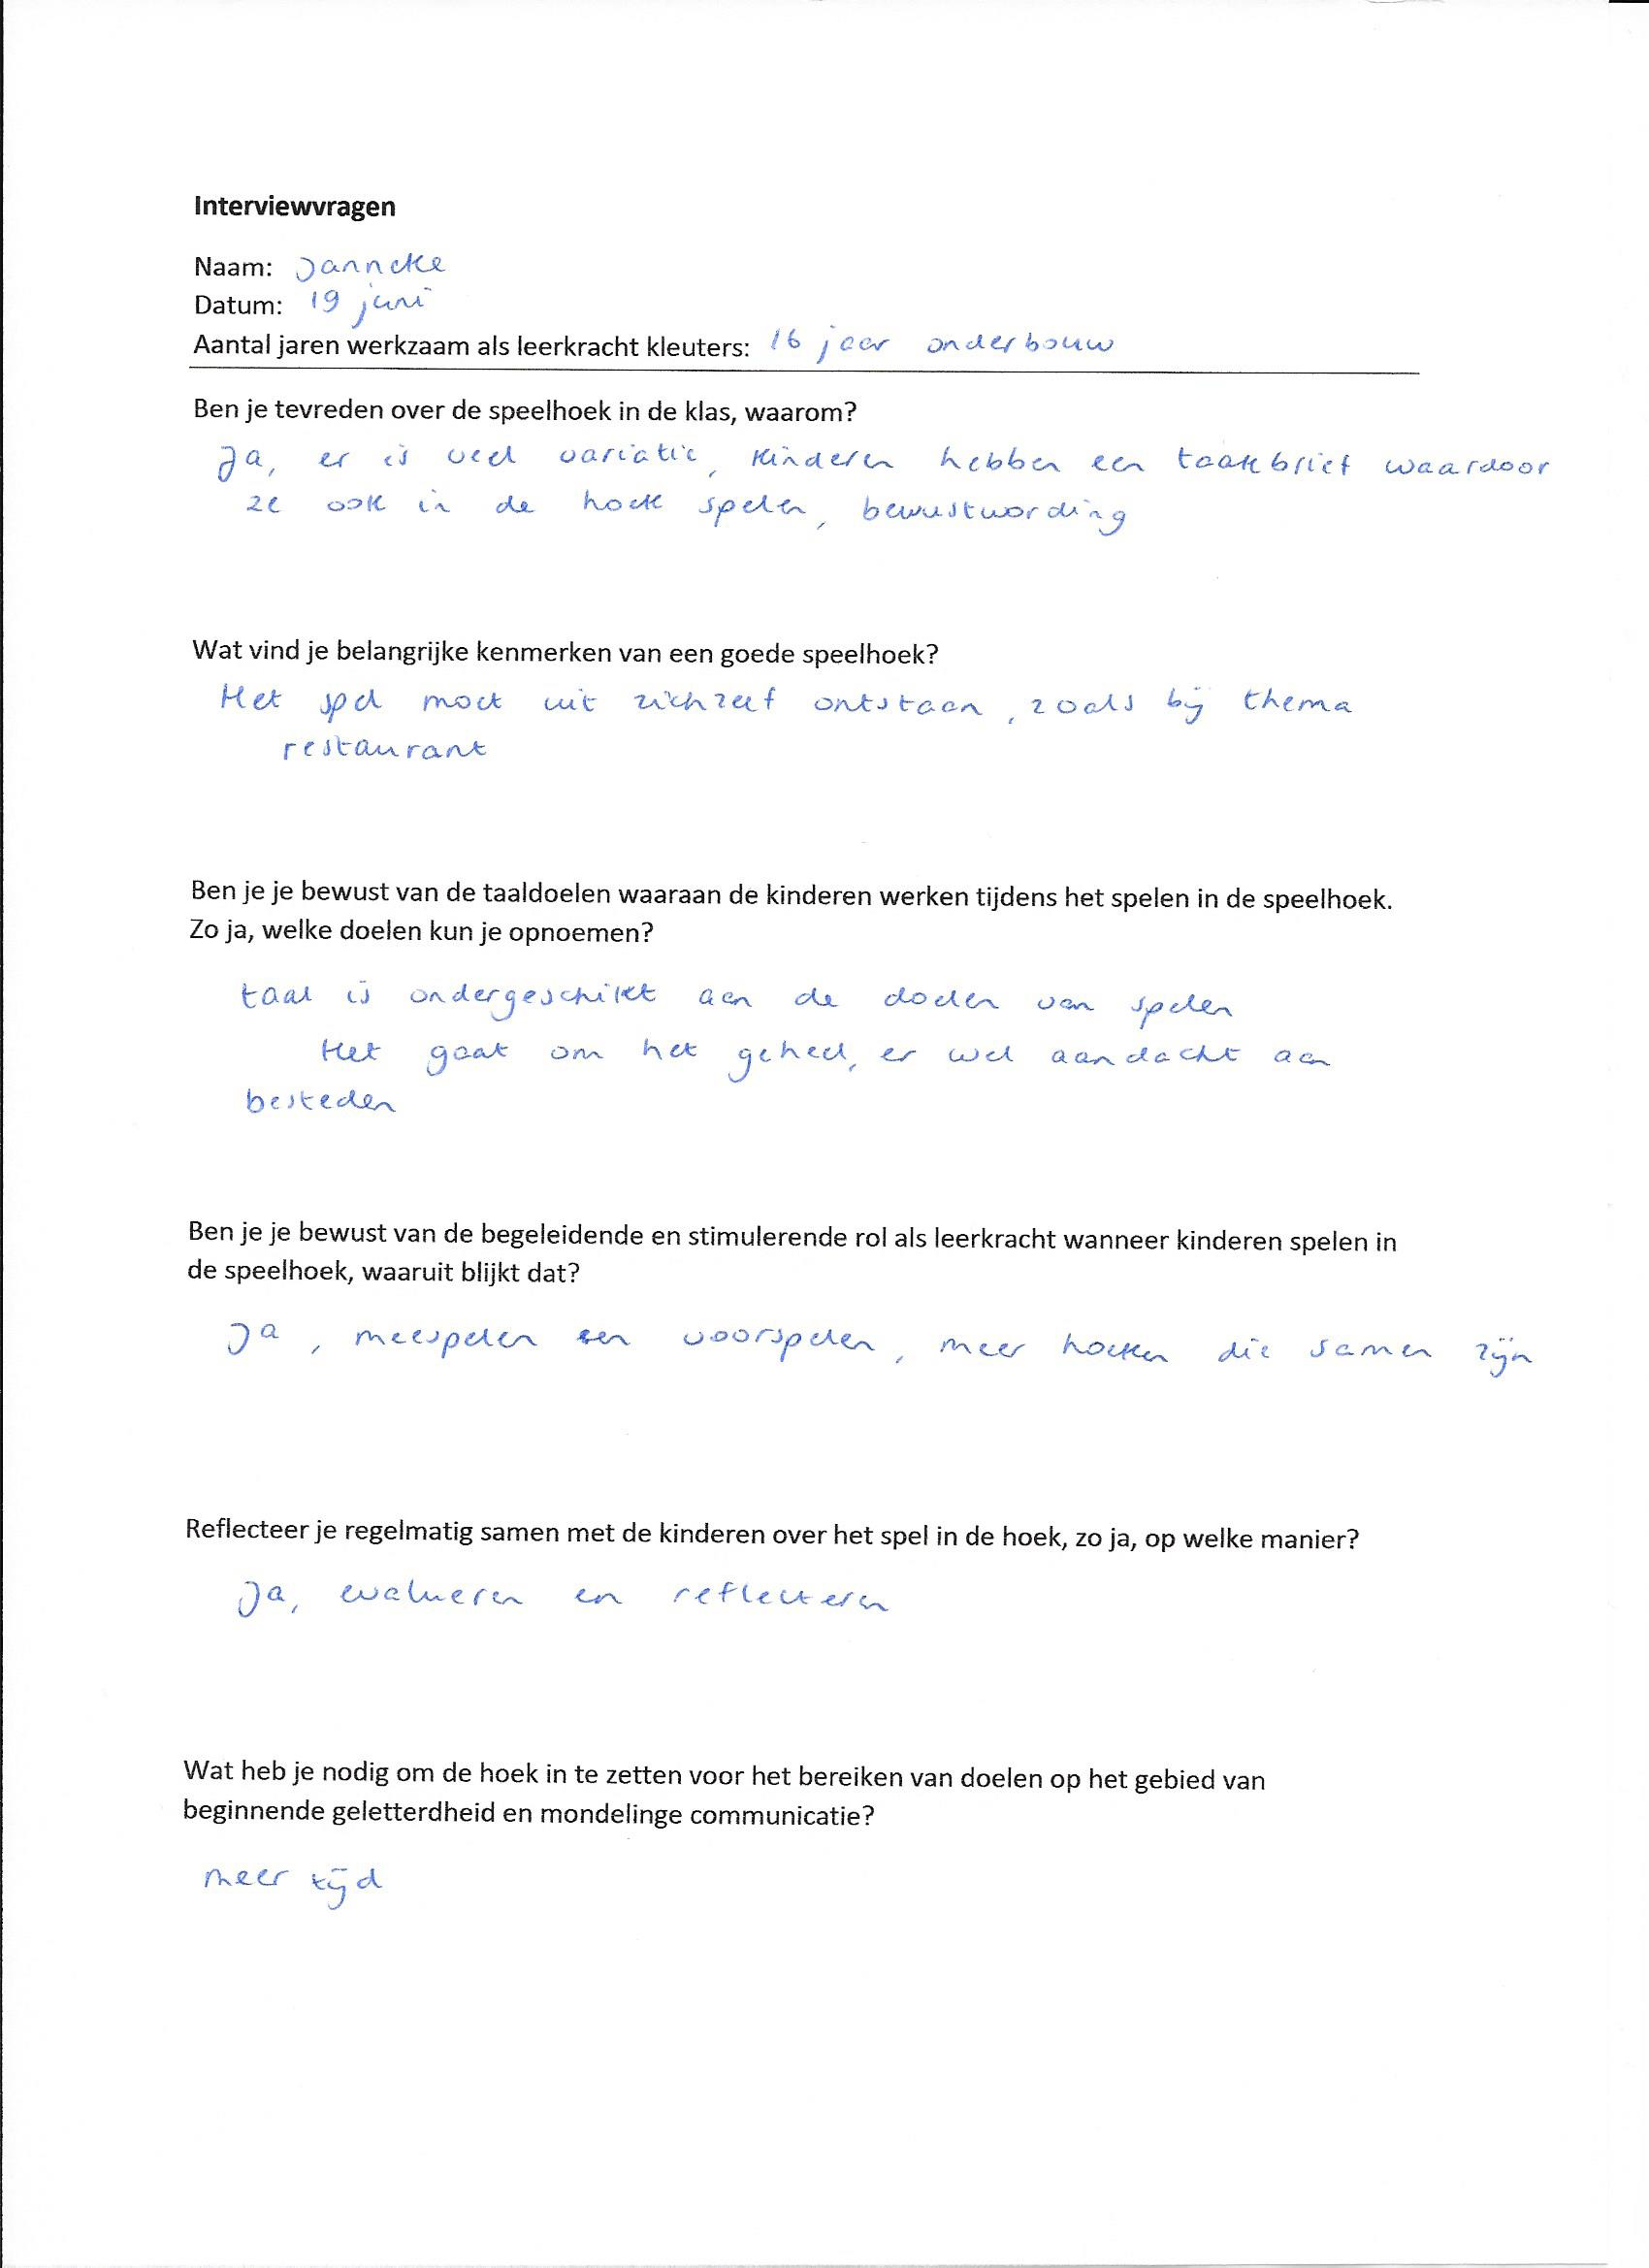 Interviewvragen
Naam: Janneke
Datum: 19 juni
Aantal jaren werkzaam als leerkracht kleuters: 16 jaar onderbouw
Ben je tevreden over de speelhoek in de klas, waarom?
Ja, er is veel variatie, kinderen hebben een taakbrief waardoor
ze ook in de hoek spelen, bewustwording
Wat vind je belangrijke kenmerken van een goede speelhoek?
Het spel moet uit zichzelf ontstaan, zoals bij thema
restaurant
Ben je je bewust van de taaldoelen waaraan de kinderen werken tijdens het spelen in de speelhoek.
Zo ja, welke doelen kun je opnoemen?
taal is ondergeschikt aan de doelen van spelen
Het gaat om het geheel, er wel aandacht aan
besteden
Ben je je bewust van de begeleidende en stimulerende rol als leerkracht wanneer kinderen spelen in
de speelhoek, waaruit blijkt dat?
Ja, meespelen en voorspelen, meer hoeken die samen zijn
Reflecteer je regelmatig samen met de kinderen over het spel in de hoek, zo ja, op welke manier?
Ja, evalueren en reflecteren
Wat heb je nodig om de hoek in te zetten voor het bereiken van doelen op het gebied van
beginnende geletterdheid en mondelinge communicatie?
meer tijd